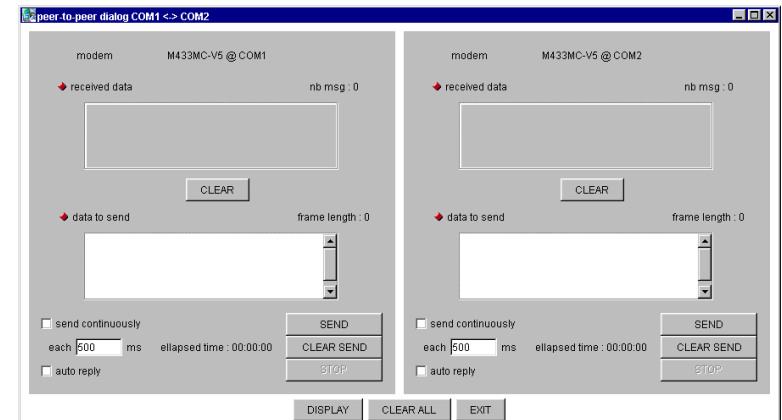 peer-to-peer dialog COM1 <-> COM2
modem M433MC-V5 @ COM1
received data nb msg : 0
CLEAR
data to send frame length : 0
send continuously SEND
each 500 ms ellapsed time : 00:00:00 CLEAR SEND
auto reply STOP
modem M433MC-V5 @ COM2
received data nb msg : 0
CLEAR
data to send frame length : 0
send continuously SEND
each 500 ms ellapsed time : 00:00:00 CLEAR SEND
auto reply STOP
DISPLAY CLEAR ALL EXIT